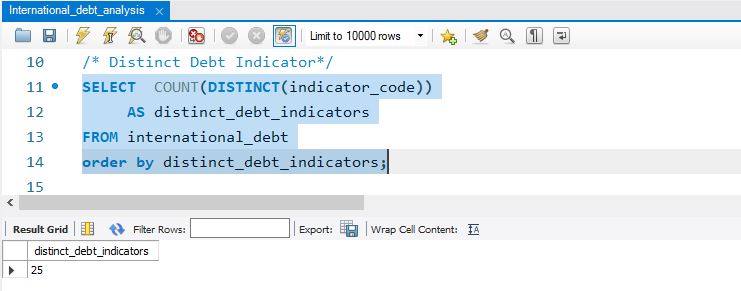 International_debt_analysis
Limit to 10000 rows
10 /* Distinct Debt Indicator*/
11 SELECT COUNT(DISTINCT(indicator_code))
12 AS distinct_debt_indicators
13 FROM international_debt
14 order by distinct_debt_indicators;
15
Result Grid Filter Rows: Export: Wrap Cell Content:
distinct_debt_indicators
25